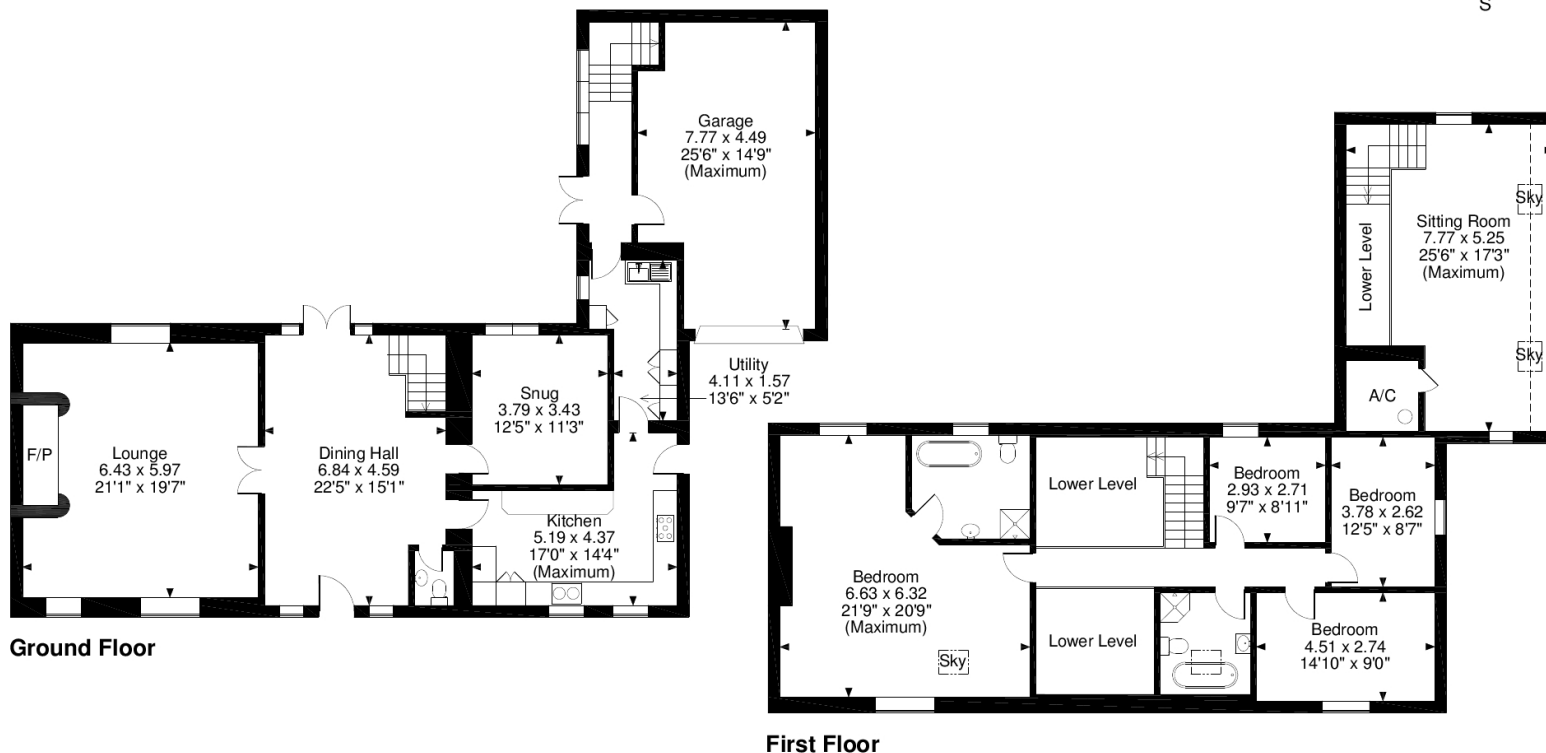 S
Garage
7.77 x 4.49
25'6" x 14'9"
(Maximum)
Utility
4.11 x 1.57
13'6" x 5'2"
Snug
3.79 x 3.43
12'5" x 11'3"
F/P
Lounge
6.43 x 5.97
21'1" x 19'7"
Dining Hall
6.84 x 4.59
22'5" x 15'1"
Kitchen
5.19 x 4.37
17'0" x 14'4"
(Maximum)
Ground Floor
Sky
Sitting Room
7.77 x 5.25
25'6" x 17'3"
(Maximum)
Lower Level
Sky
A/C
Lower Level
Bedroom
2.93 x 2.71
9'7" x 8'11"
Bedroom
3.78 x 2.62
12'5" x 8'7"
Bedroom
6.63 x 6.32
21'9" x 20'9"
(Maximum)
Sky
Lower Level
Bedroom
4.51 x 2.74
14'10" x 9'0"
First Floor